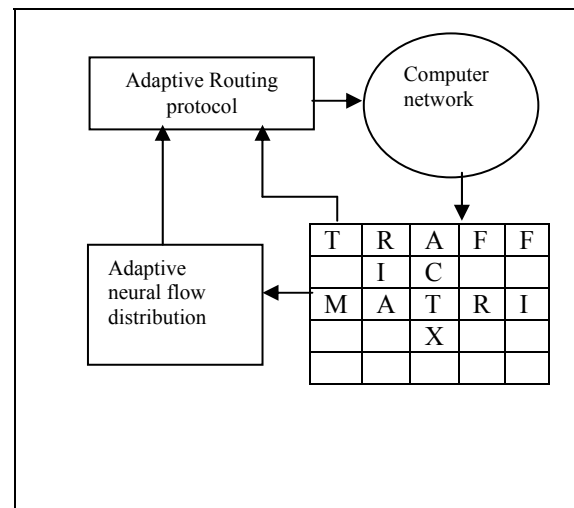 Adaptive Routing
protocol
Computer
network
T R A F F
I C
M A T R I
X
Adaptive
neural flow
distribution